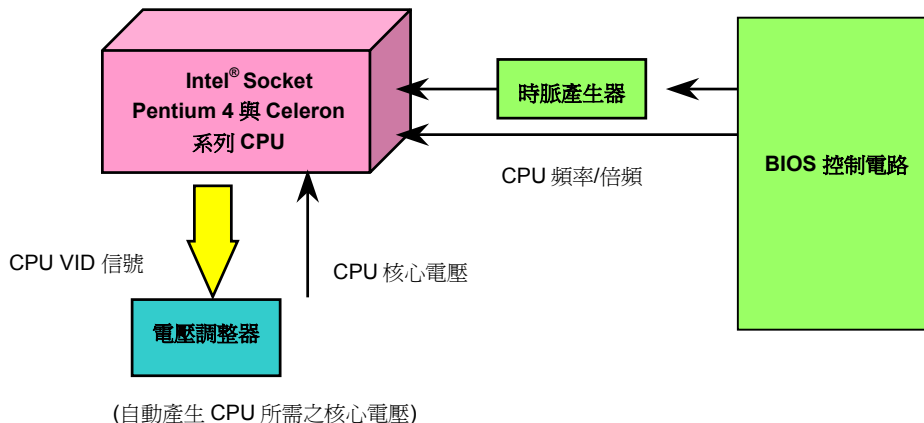 Intel® Socket
Pentium 4 與 Celeron
系列 CPU
時脈產生器
BIOS 控制電路
CPU 頻率/倍頻
CPU VID 信號
CPU 核心電壓
電壓調整器
(自動產生 CPU 所需之核心電壓)